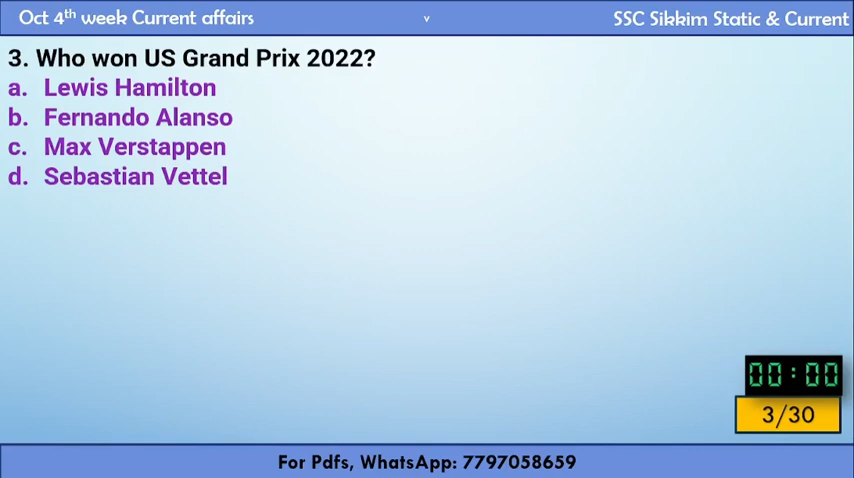 Oct 4th week Current affairs
v
SSC Sikkim Static & Current
3. Who won US Grand Prix 2022?
a. Lewis Hamilton
b. Fernando Alanso
c. Max Verstappen
d. Sebastian Vettel
00:00
3/30
For Pdfs, WhatsApp: 7797058659